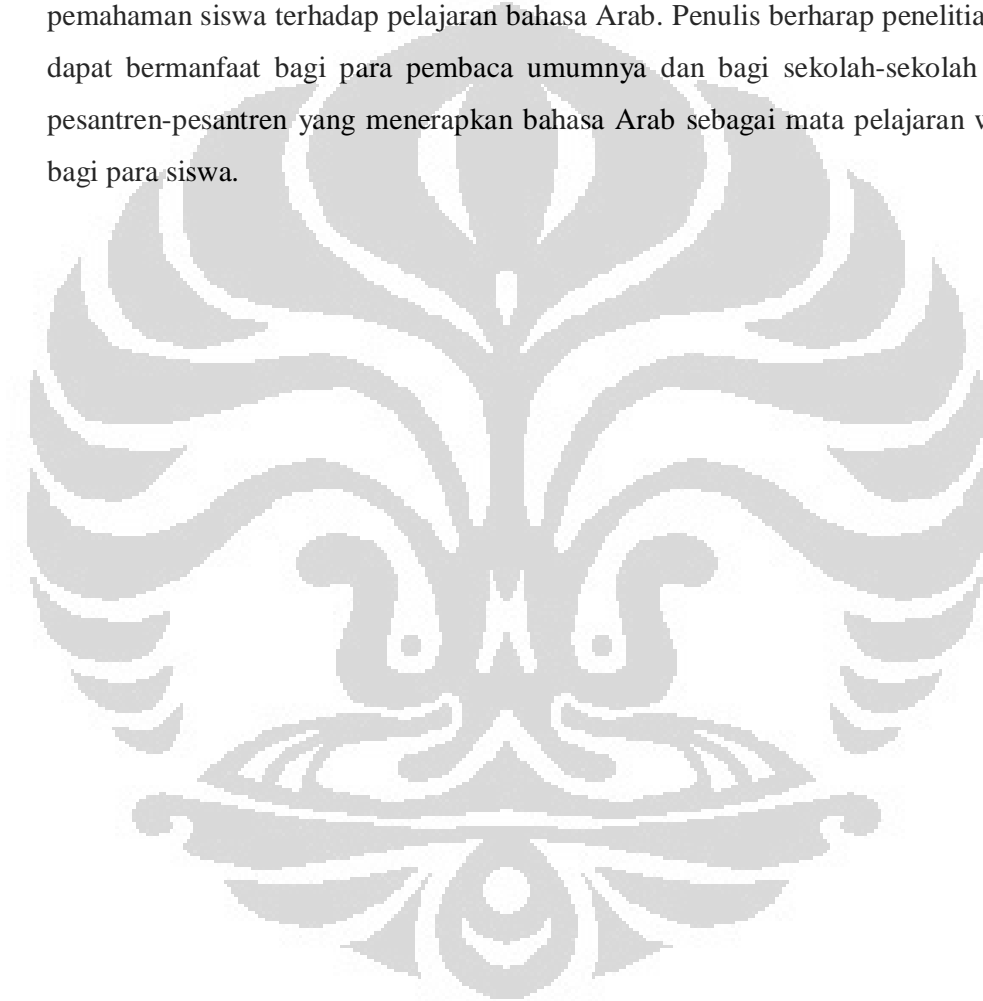 pemahaman siswa terhadap pelajaran bahasa Arab. Penulis berharap penelitia
dapat bermanfaat bagi para pembaca umumnya dan bagi sekolah-sekolah
pesantren-pesantren yang menerapkan bahasa Arab sebagai mata pelajaran
bagi para siswa.